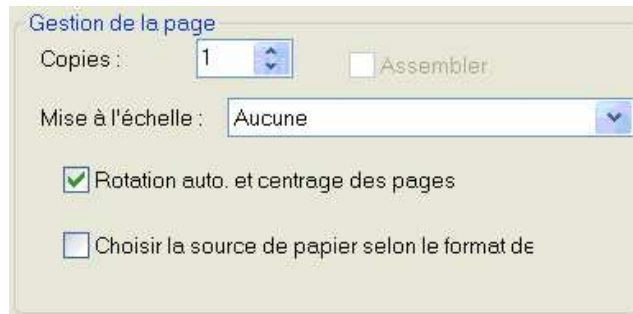 Gestion de la page
Copies : 1 Assembler
Mise à l'échelle : Aucune
Rotation auto. et centrage des pages
Choisir la source de papier selon le format de